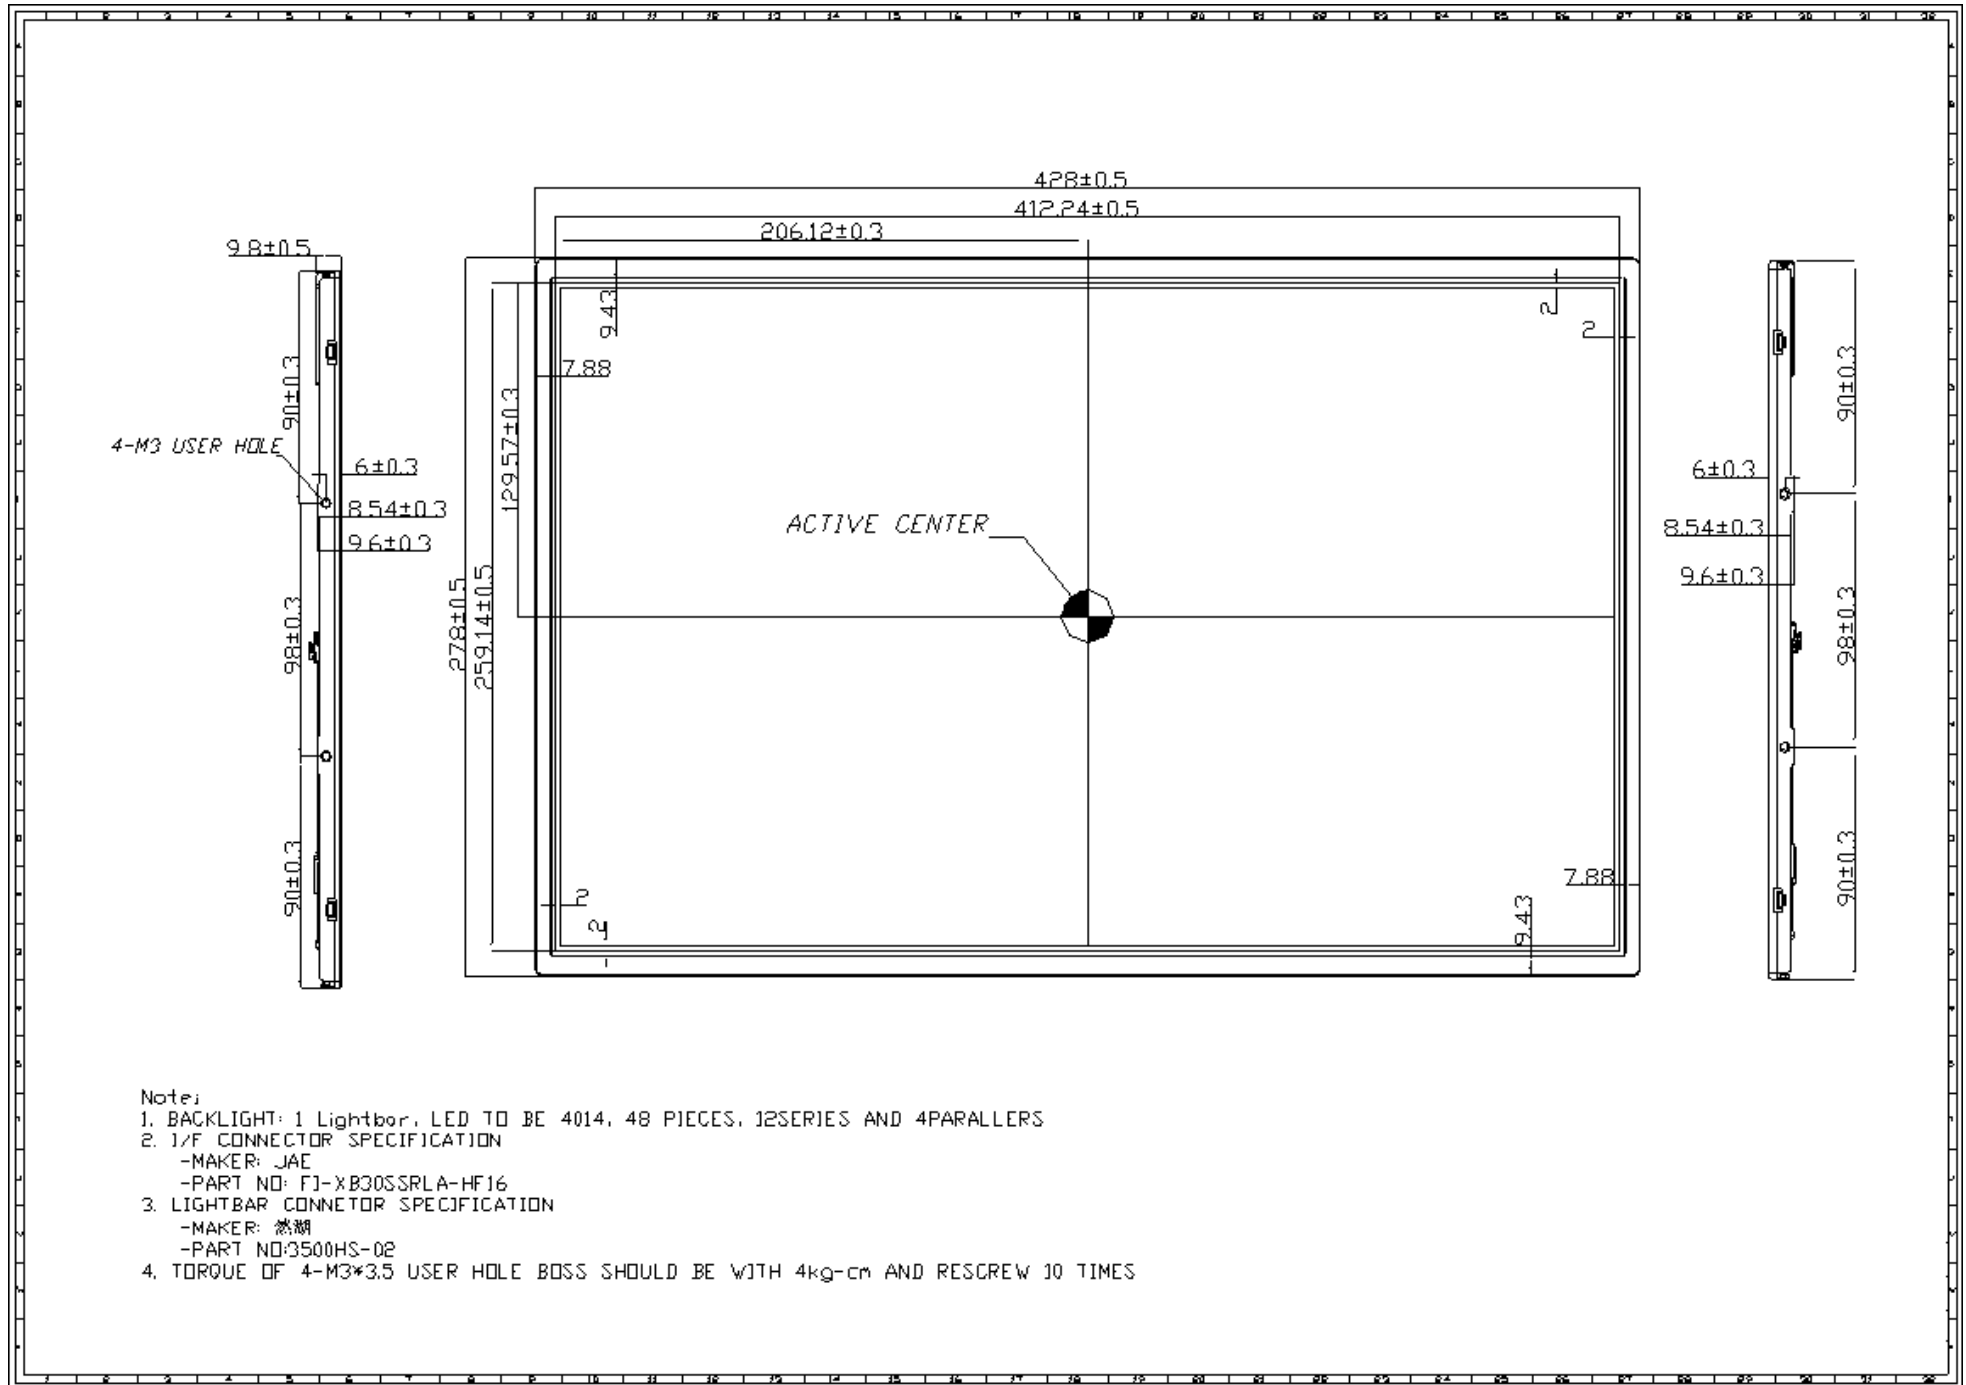 428±0.5
412.24±0.5
206.12±0.3
9.8±0.5
9.43
2
2
7.88
90±0.3
129.57±0.3
90±0.3
4-M3 USER HOLE
6±0.3
6±0.3
8.54±0.3
ACTIVE CENTER
8.54±0.3
9.6±0.3
9.6±0.3
98±0.3
278±0.5
259.14±0.5
98±0.3
90±0.3
7.88
90±0.3
2
2
9.43
Note:
1. BACKLIGHT: 1 Lightbar, LED TO BE 4014, 48 PIECES, 12SERIES AND 4PARALLERS
2. I/F CONNECTOR SPECIFICATION
-MAKER: JAE
-PART NO: FI-XB30SSRLA-HF16
3. LIGHTBAR CONNETOR SPECIFICATION
-MAKER:
-PART NO:3500HS-02
4. TORQUE OF 4-M3*3.5 USER HOLE BOSS SHOULD BE WITH 4kg-cm AND RESCREW 10 TIMES